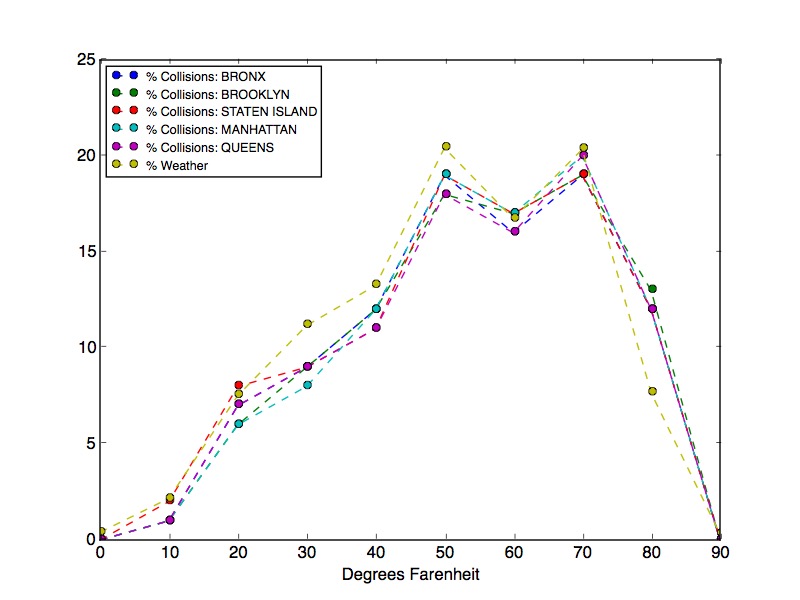 25
20
15
10
5
0
% Collisions: BRONX
% Collisions: BROOKLYN
% Collisions: STATEN ISLAND
% Collisions: MANHATTAN
% Collisions: QUEENS
% Weather
0 10 20 30 40 50 60 70 80 90
Degrees Farenheit